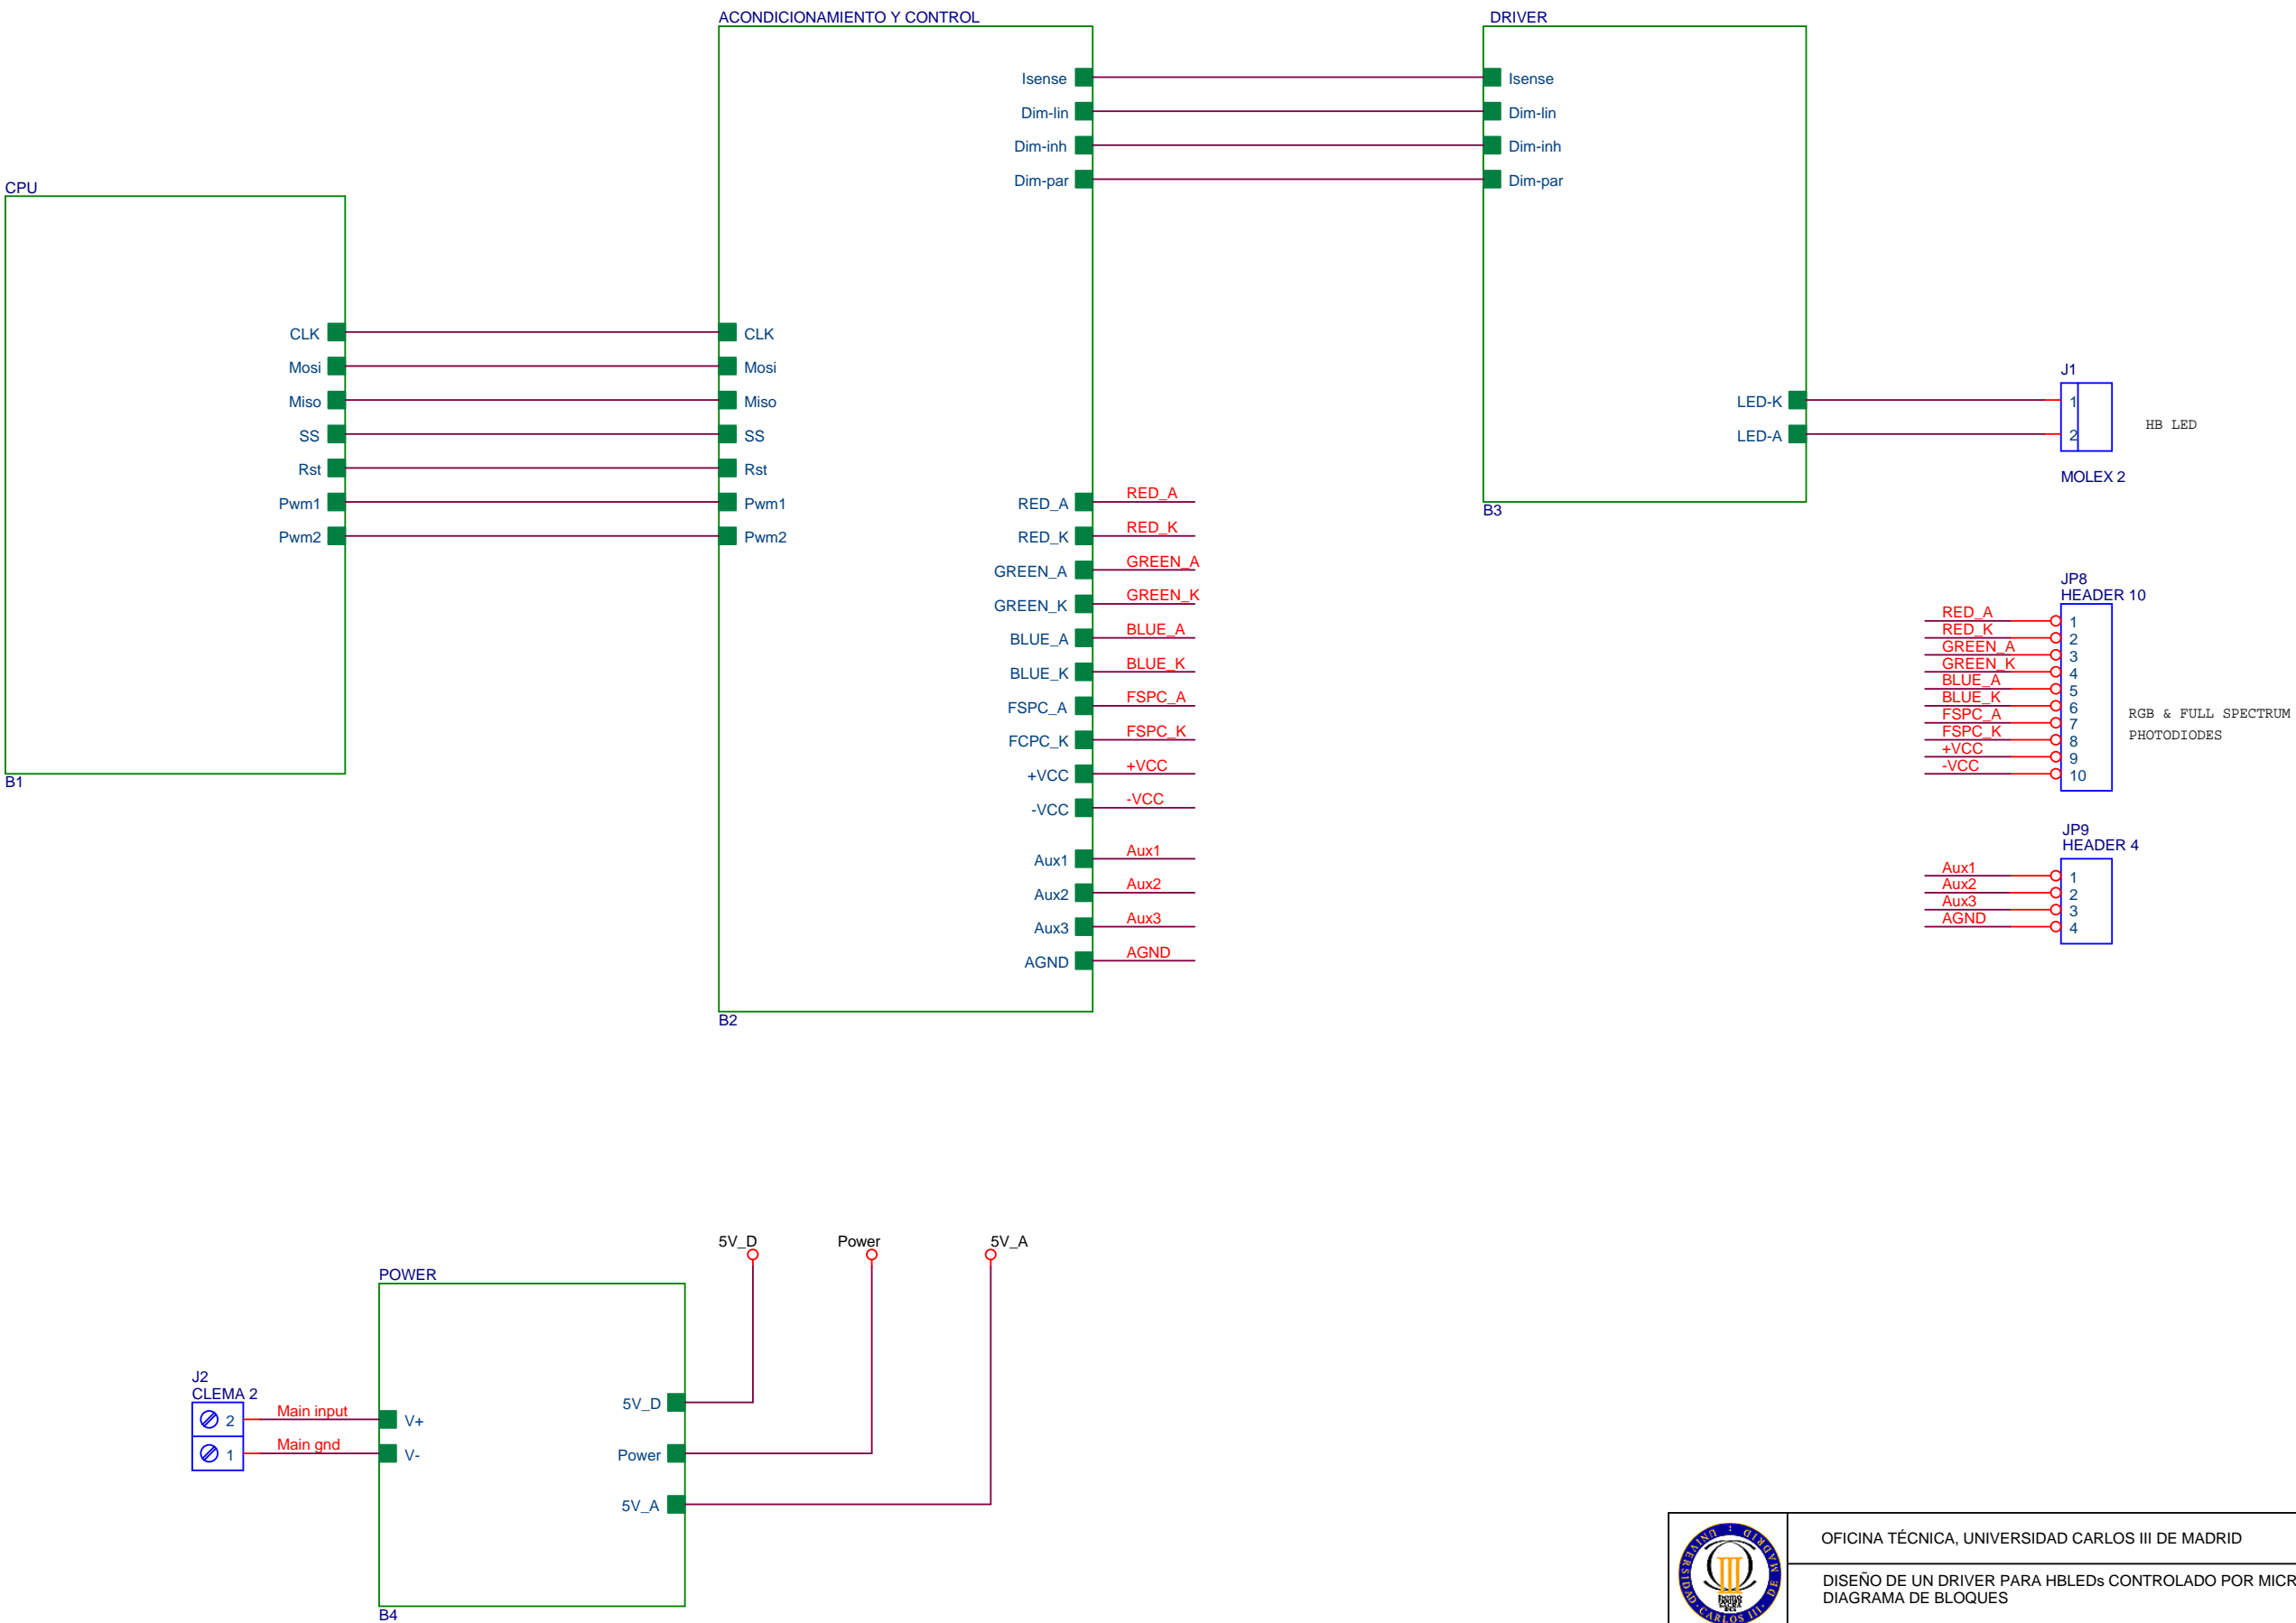 ACONDICIONAMIENTO Y CONTROL
DRIVER
Isense
Dim-lin
Dim-inh
Dim-par
Isense
Dim-lin
Dim-inh
Dim-par
CPU
CLK
Mosi
Miso
SS
Rst
Pwm1
Pwm2
B1
CLK
Mosi
Miso
SS
Rst
Pwm1
Pwm2
RED_A RED_A
RED_K RED_K
GREEN_A GREEN_A
GREEN_K GREEN_K
BLUE_A BLUE_A
BLUE_K BLUE_K
FSPC_A FSPC_A
FCPC_K FSPC_K
+VCC +VCC
-VCC -VCC
Aux1 Aux1
Aux2 Aux2
Aux3 Aux3
AGND AGND
B2
LED-K
LED-A
B3
J1
1
2
HB LED
MOLEX 2
JP8
HEADER 10
RED_A 1
RED_K 2
GREEN_A 3
GREEN_K 4
BLUE_A 5
BLUE_K 6
FSPC_A 7
FSPC_K 8
+VCC 9
-VCC 10
RGB & FULL SPECTRUM
PHOTODIODES
JP9
HEADER 4
Aux1 1
Aux2 2
Aux3 3
AGND 4
5V_D Power 5V_A
POWER
J2
CLEMA 2
2 Main input V+
1 Main gnd V-
5V_D
Power
5V_A
B4
UNIVERSIDAD · CARLOS III · DE MADRID
OFICINA TÉCNICA, UNIVERSIDAD CARLOS III DE MADRID
DISEÑO DE UN DRIVER PARA HBLEDs CONTROLADO POR MICR
DIAGRAMA DE BLOQUES